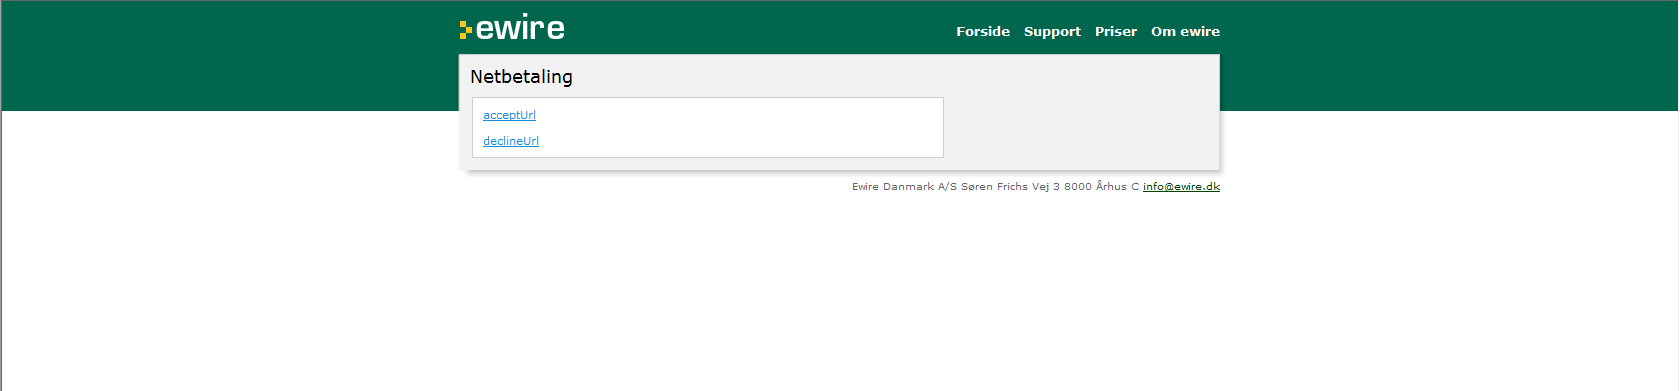 ewire
Forside Support Priser Om ewire
Netbetaling
acceptUrl
declineUrl
Ewire Danmark A/S Søren Frichs Vej 3 8000 Århus C info@ewire.dk